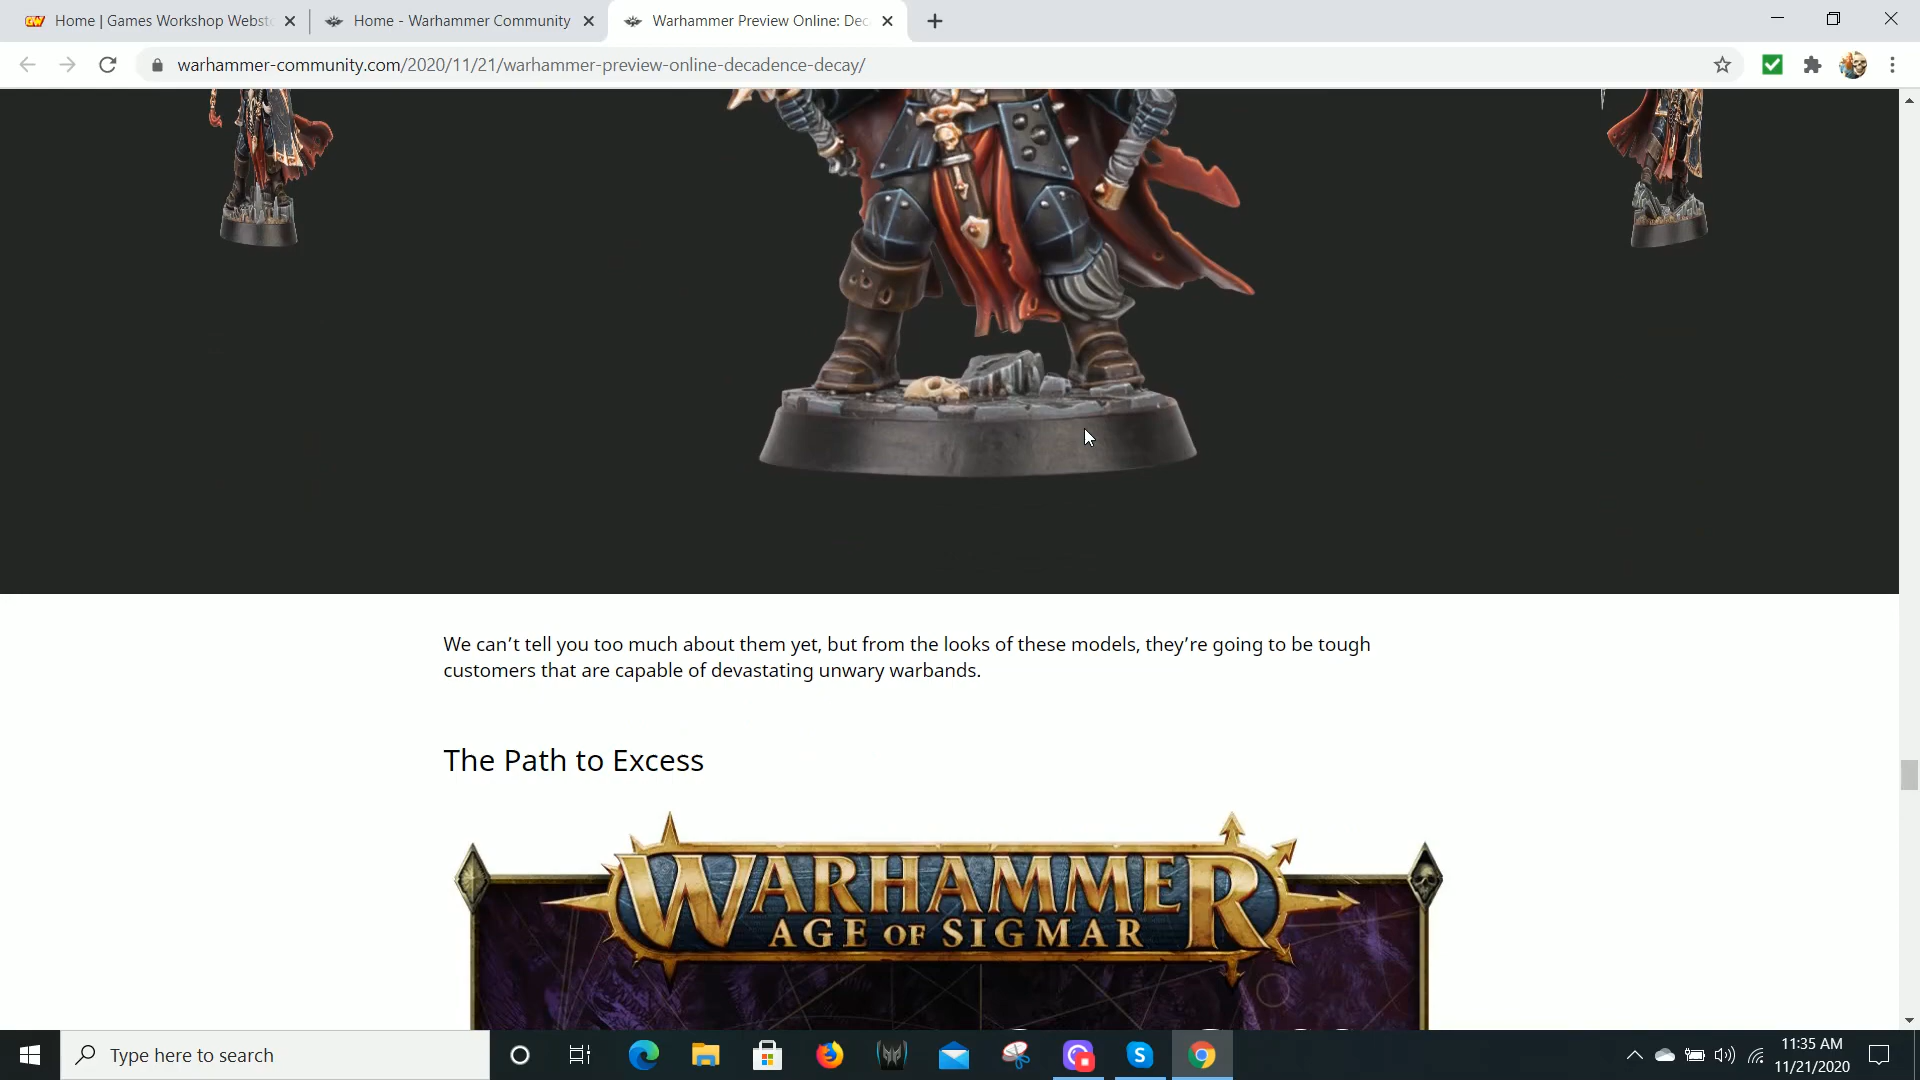 Home | Games Workshop Websto
Home - Warhammer Community
Warhammer Preview Online: Dec
warhammer-community.com/2020/11/21/warhammer-preview-online-decadence-decay/
We can’t tell you too much about them yet, but from the looks of these models, they’re going to be tough
customers that are capable of devastating unwary warbands.
The Path to Excess
WARHAMMER
AGE OF SIGMAR
Type here to search
11:35 AM
11/21/2020